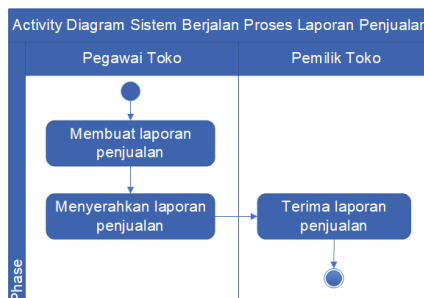 Activity Diagram Sistem Berjalan Proses Laporan Penjualan
Pegawai Toko
Pemilik Toko
Membuat laporan
penjualan
Menyerahkan laporan
penjualan
Terima laporan
penjualan
Phase